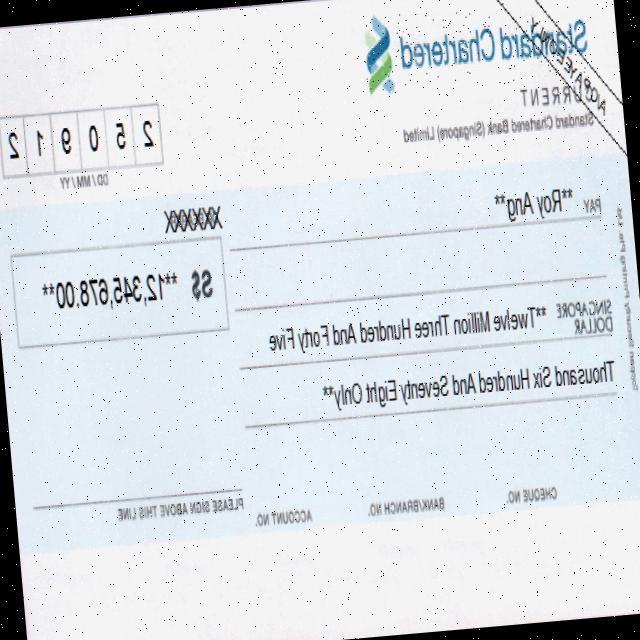 Standard Chartered
CURRENT
Standard Chartered Bank (Singapore) Limited
2 5 0 9 1 2
DD / MM / YY
PAY **Roy Ang**
XXXXXX
SINGAPORE DOLLAR **Twelve Million Three Hundred And Forty Five
S$ **12,345,678.00**
Thousand Six Hundred And Seventy Eight Only**
CHEQUE NO. BANK/BRANCH NO. ACCOUNT NO. PLEASE SIGN ABOVE THIS LINE